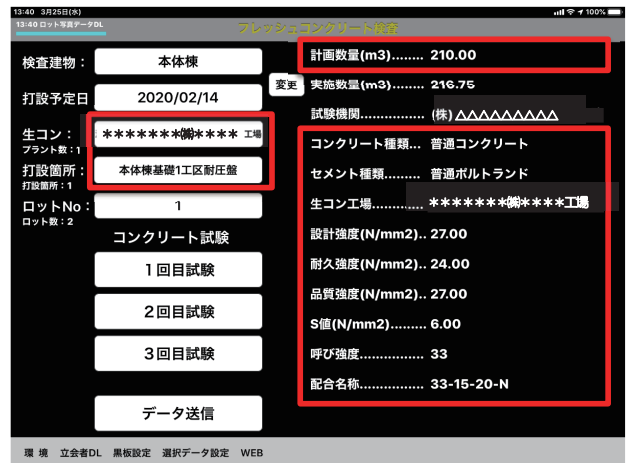 13:40 3月25日(水)
100%
13:40 ロット写真データDL
フレッシュコンクリート検査
検査建物： 本体棟
打設予定日 2020/02/14
変更
生コン： *******㈱**** 工場
プラント数：1
打設箇所： 本体棟基礎1工区耐圧盤
打設箇所：1
ロットNo： 1
ロット数：2
コンクリート試験
1回目試験
2回目試験
3回目試験
データ送信
計画数量(m3)........ 210.00
実施数量(m3)........ 216.75
試験機関................ (株)△△△△△△△△△
コンクリート種類... 普通コンクリート
セメント種類......... 普通ポルトランド
生コン工場............. *******㈱****工場
設計強度(N/mm2).. 27.00
耐久強度(N/mm2).. 24.00
品質強度(N/mm2).. 27.00
S値(N/mm2)......... 6.00
呼び強度................ 33
配合名称................ 33-15-20-N
環 境 立会者DL 黒板設定 選択データ設定 WEB